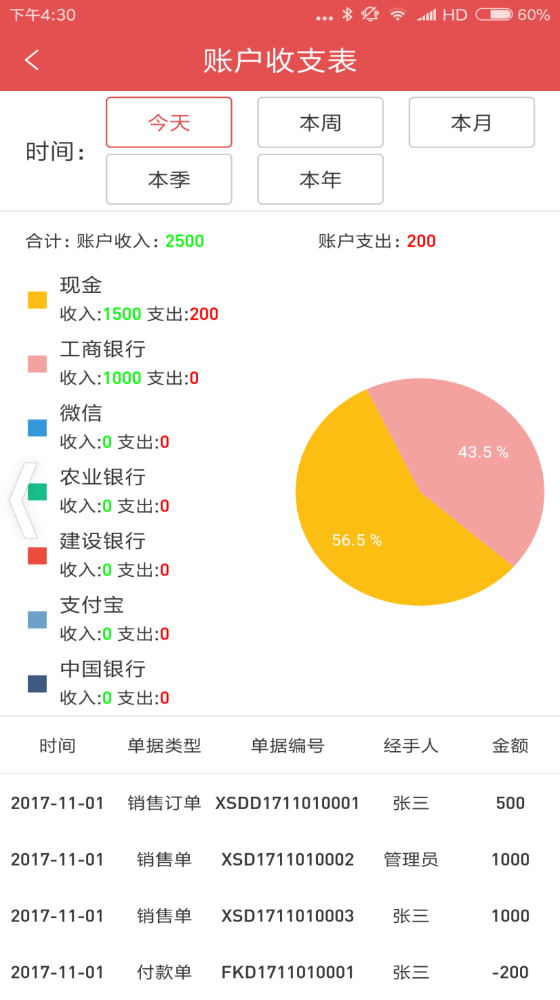 下午4:30 ... HD 60%
账户收支表
今天 本周 本月
时间:
本季 本年
合计: 账户收入: 2500 账户支出: 200
现金
收入:1500 支出:200
工商银行
收入:1000 支出:0
微信
收入:0 支出:0
农业银行
收入:0 支出:0
建设银行
收入:0 支出:0
支付宝
收入:0 支出:0
中国银行
收入:0 支出:0
43.5 %
56.5 %
时间 单据类型 单据编号 经手人 金额
2017-11-01 销售订单 XSDD1711010001 张三 500
2017-11-01 销售单 XSD1711010002 管理员 1000
2017-11-01 销售单 XSD1711010003 张三 1000
2017-11-01 付款单 FKD1711010001 张三 -200